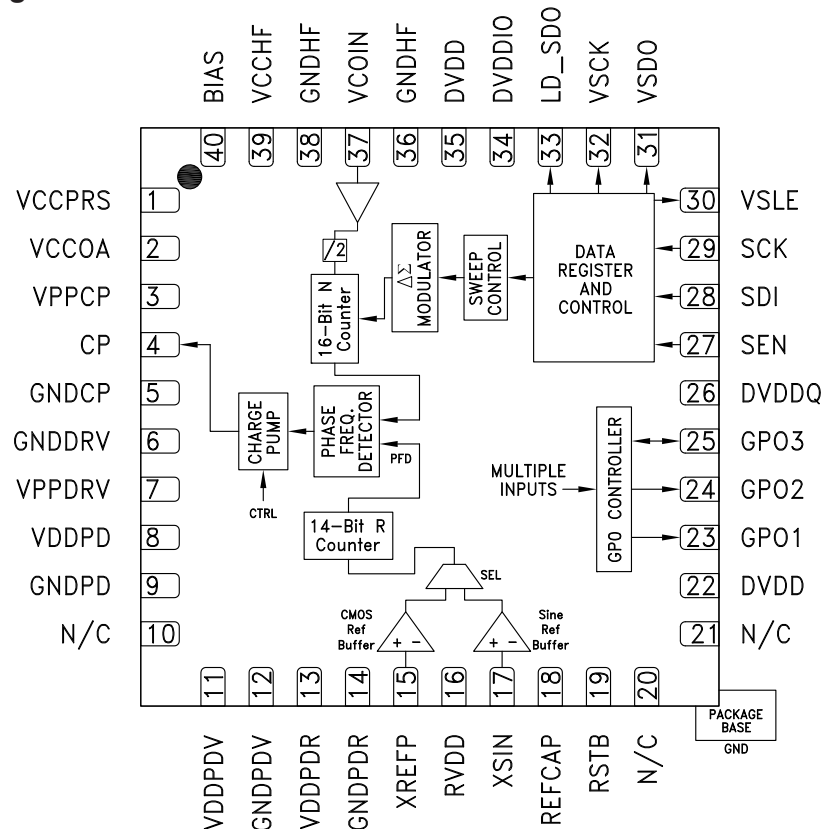 g
BIAS
VCCHF
GNDHF
VCOIN
GNDHF
DVDD
DVDDIO
LD_SDO
VSCK
VSDO
40
39
38
37
36
35
34
33
32
31
VCCPRS 1
VCCOA 2
VPPCP 3
CP 4
GNDCP 5
GNDDRV 6
VPPDRV 7
VDDPD 8
GNDPD 9
N/C 10
/2
16-Bit N
Counter
ΔΣ
MODULATOR
SWEEP
CONTROL
DATA
REGISTER
AND
CONTROL
30 VSLE
29 SCK
28 SDI
27 SEN
26 DVDDQ
25 GPO3
24 GPO2
23 GPO1
22 DVDD
21 N/C
CHARGE
PUMP
CTRL
PHASE
FREQ.
DETECTOR
PFD
MULTIPLE
INPUTS
GPO CONTROLLER
14-Bit R
Counter
SEL
CMOS
Ref
Buffer
+ -
Sine
Ref
Buffer
+ -
11
12
13
14
15
16
17
18
19
20
VDDPDV
GNDPDV
VDDPDR
GNDPDR
XREFP
RVDD
XSIN
REFCAP
RSTB
N/C
PACKAGE
BASE
GND